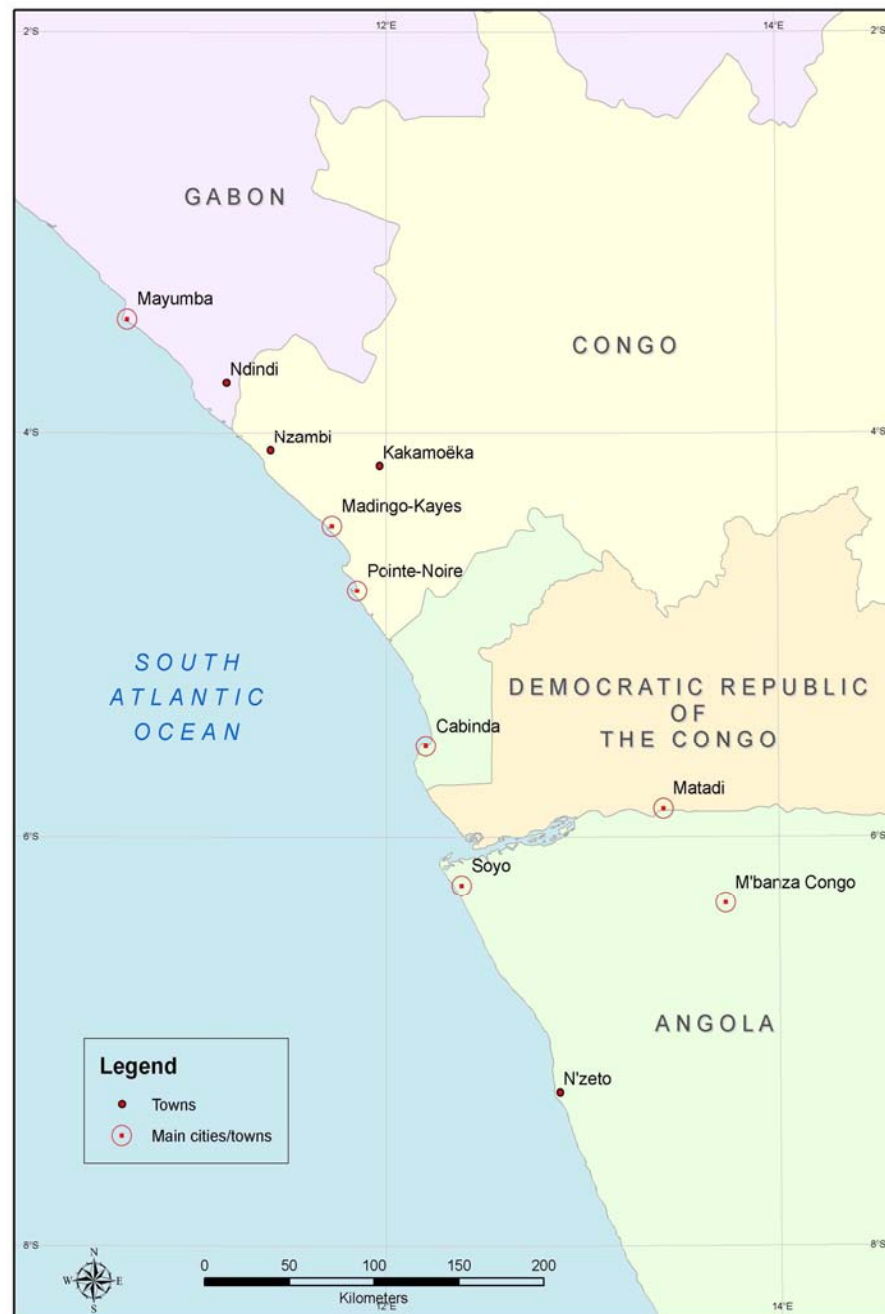 12°E
14°E
2°S
2°S
GABON
Mayumba
CONGO
Ndindi
4°S
4°S
Nzambi
Kakamoëka
Madingo-Kayes
Pointe-Noire
SOUTH
ATLANTIC
OCEAN
DEMOCRATIC REPUBLIC
OF
THE CONGO
Cabinda
Matadi
6°S
6°S
Soyo
M'banza Congo
ANGOLA
N'zeto
Legend
Towns
Main cities/towns
8°S
8°S
N
W
E
S
0
50
100
150
200
Kilometers
12°E
14°E